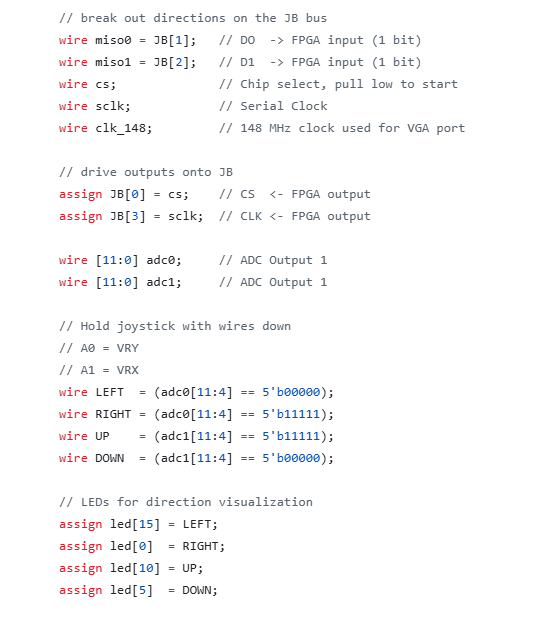 // break out directions on the JB bus
wire miso0 = JB[1];   // DO  -> FPGA input (1 bit)
wire miso1 = JB[2];   // D1  -> FPGA input (1 bit)
wire cs;              // Chip select, pull low to start
wire sclk;            // Serial Clock
wire clk_148;         // 148 MHz clock used for VGA port
// drive outputs onto JB
assign JB[0] = cs;    // CS  <- FPGA output
assign JB[3] = sclk;  // CLK <- FPGA output
wire [11:0] adc0;     // ADC Output 1
wire [11:0] adc1;     // ADC Output 1
// Hold joystick with wires down
// A0 = VRY
// A1 = VRX
wire LEFT  = (adc0[11:4] == 5'b00000);
wire RIGHT = (adc0[11:4] == 5'b11111);
wire UP    = (adc1[11:4] == 5'b11111);
wire DOWN  = (adc1[11:4] == 5'b00000);
// LEDs for direction visualization
assign led[15] = LEFT;
assign led[0]  = RIGHT;
assign led[10] = UP;
assign led[5]  = DOWN;